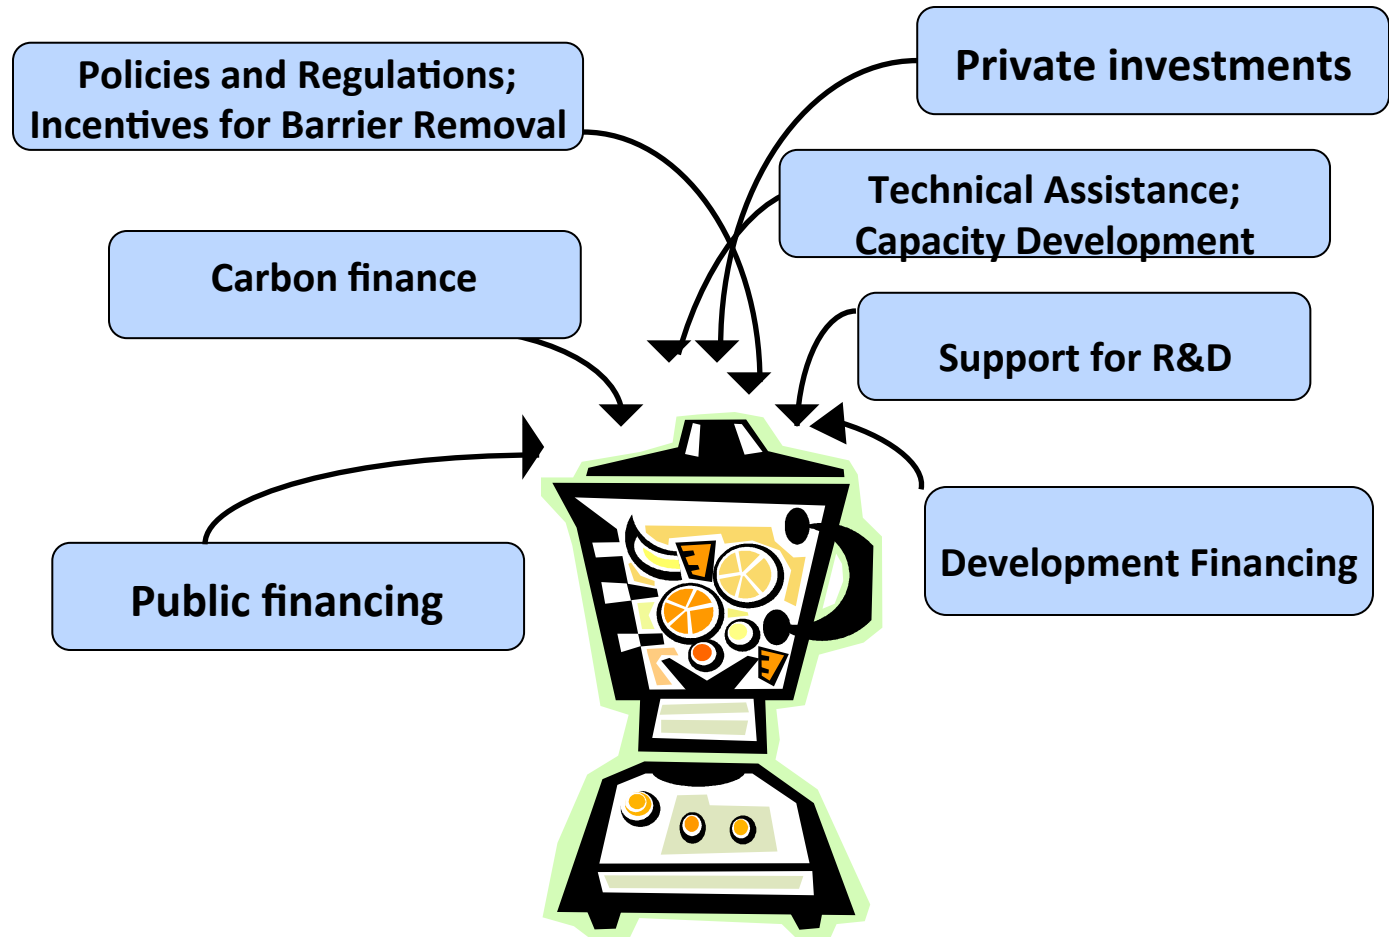 Policies and Regulations;
Incentives for Barrier Removal
Private investments
Technical Assistance;
Capacity Development
Carbon finance
Support for R&D
Development Financing
Public financing